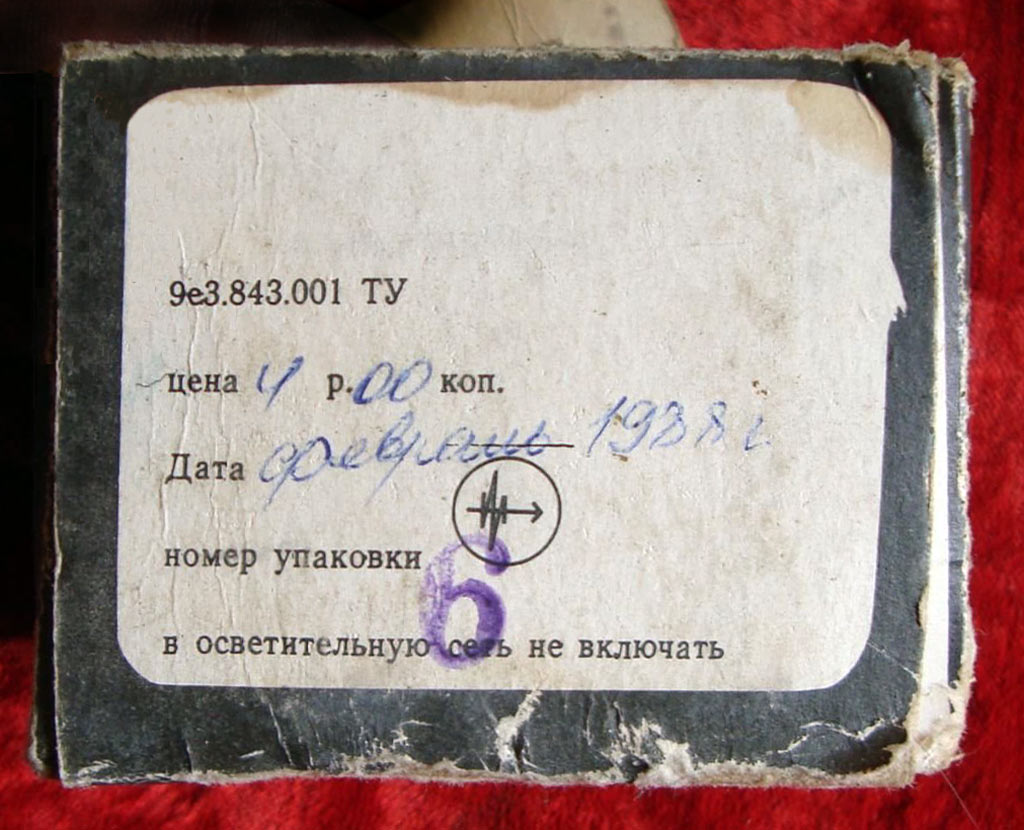 9е3.843.001 ТУ
цена 4 р. 00 коп.
Дата февраль 1988 г.
номер упаковки
6
в осветительную сеть не включать